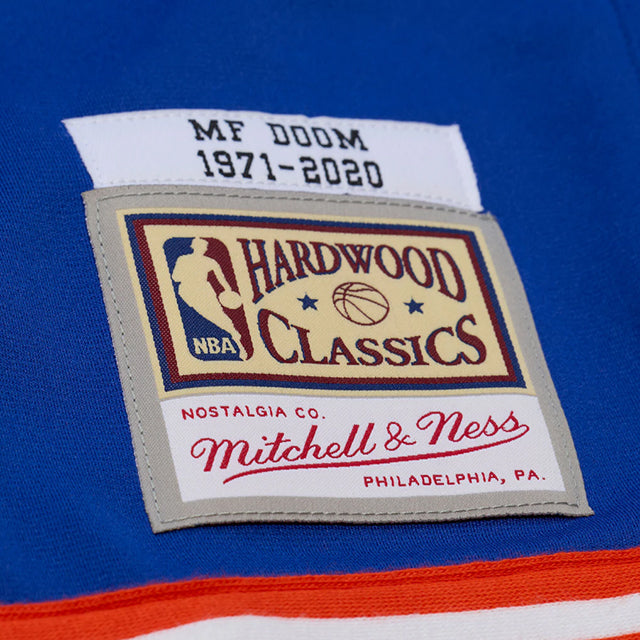 MF DOOM
1971-2020
HARDWOOD
CLASSICS
NBA
NOSTALGIA CO.
Mitchell & Ness
PHILADELPHIA, PA.